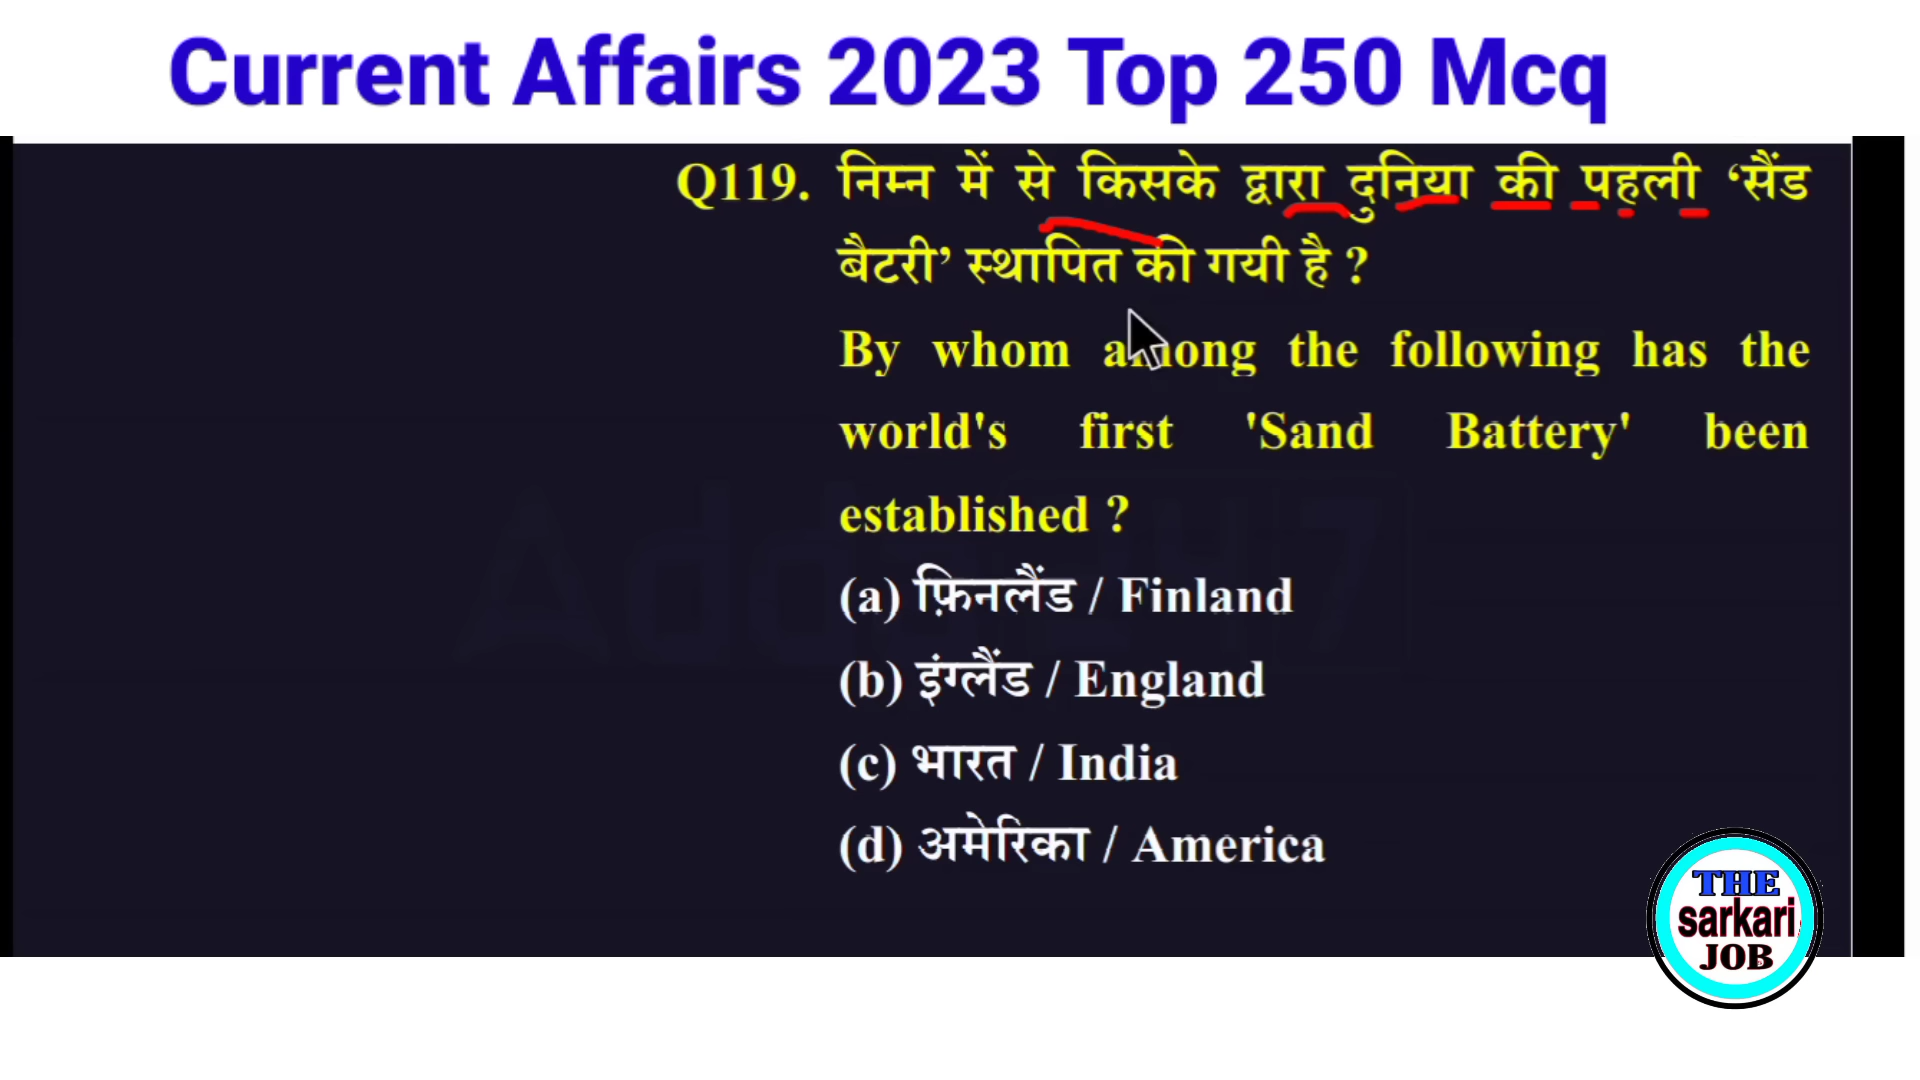 Current Affairs 2023 Top 250 Mcq
Q119. निम्न में से किसके द्वारा दुनिया की पहली ‘सैंड
बैटरी’ स्थापित की गयी है ?
By whom among the following has the
world's first 'Sand Battery' been
established ?
(a) फ़िनलैंड / Finland
(b) इंग्लैंड / England
(c) भारत / India
(d) अमेरिका / America
THE
sarkari
JOB